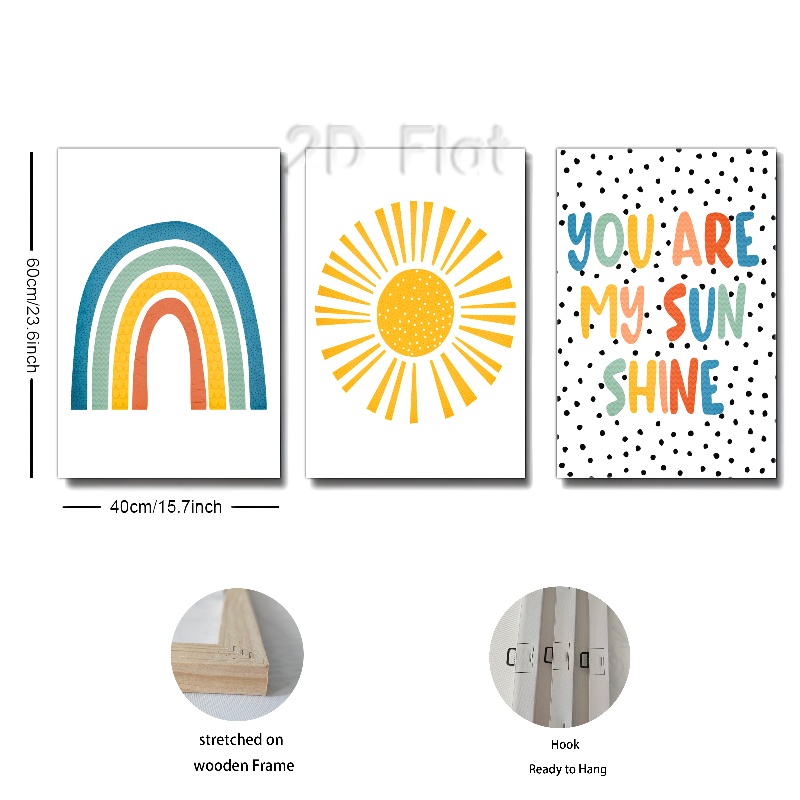 2D Flat
60cm/23.6inch
YOU ARE
MY SUN
SHINE
40cm/15.7inch
stretched on
wooden Frame
Hook
Ready to Hang